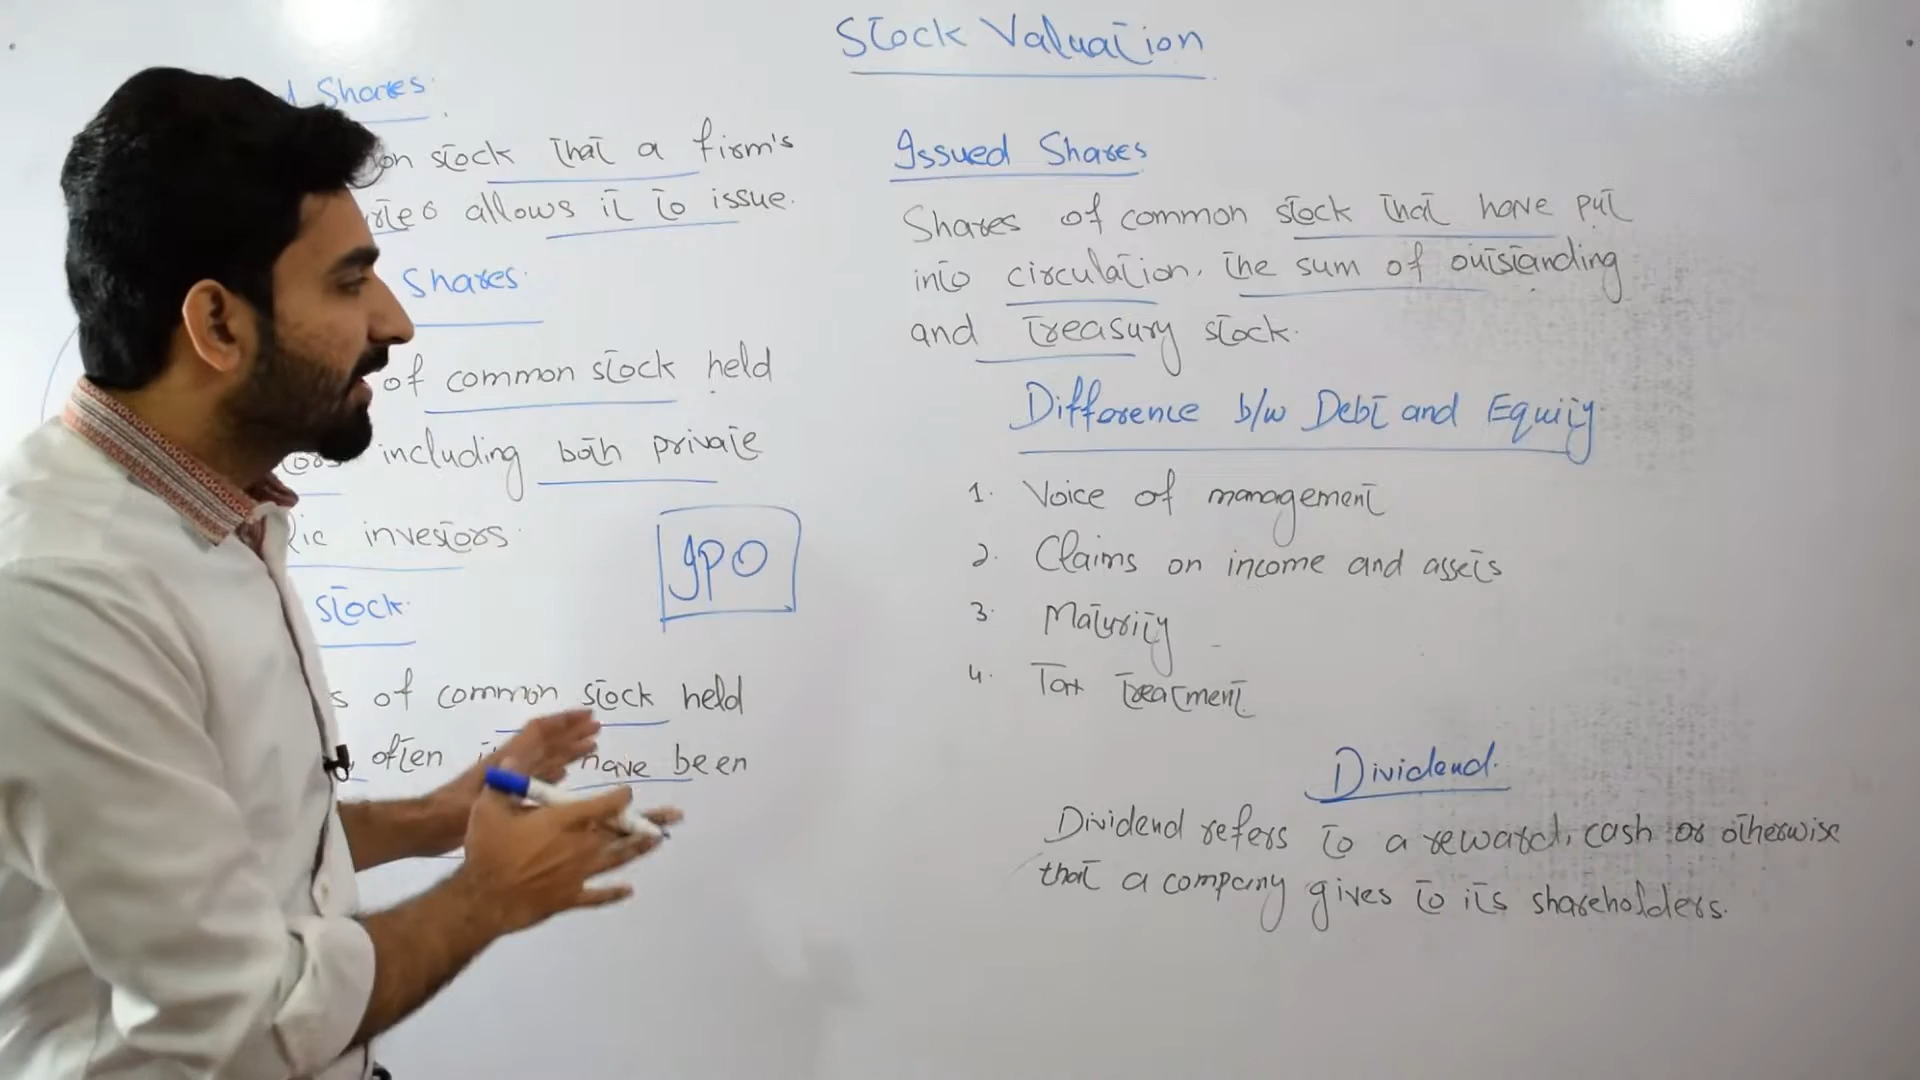 Stock Valuation
Shares:
stock that a firm's
allows it to issue.
Shares.
of common stock held
including both private
investors.
stock.
IPO
of common stock held
often have been
Issued Shares
Shares of common stock that have put
into circulation. The sum of outstanding
and treasury stock.
Difference b/w Debt and Equity
1. Voice of management
2. Claims on income and assets
3. Maturity
4. Tax treatment
Dividend.
Dividend refers to a reward, cash or otherwise
that a company gives to its shareholders.